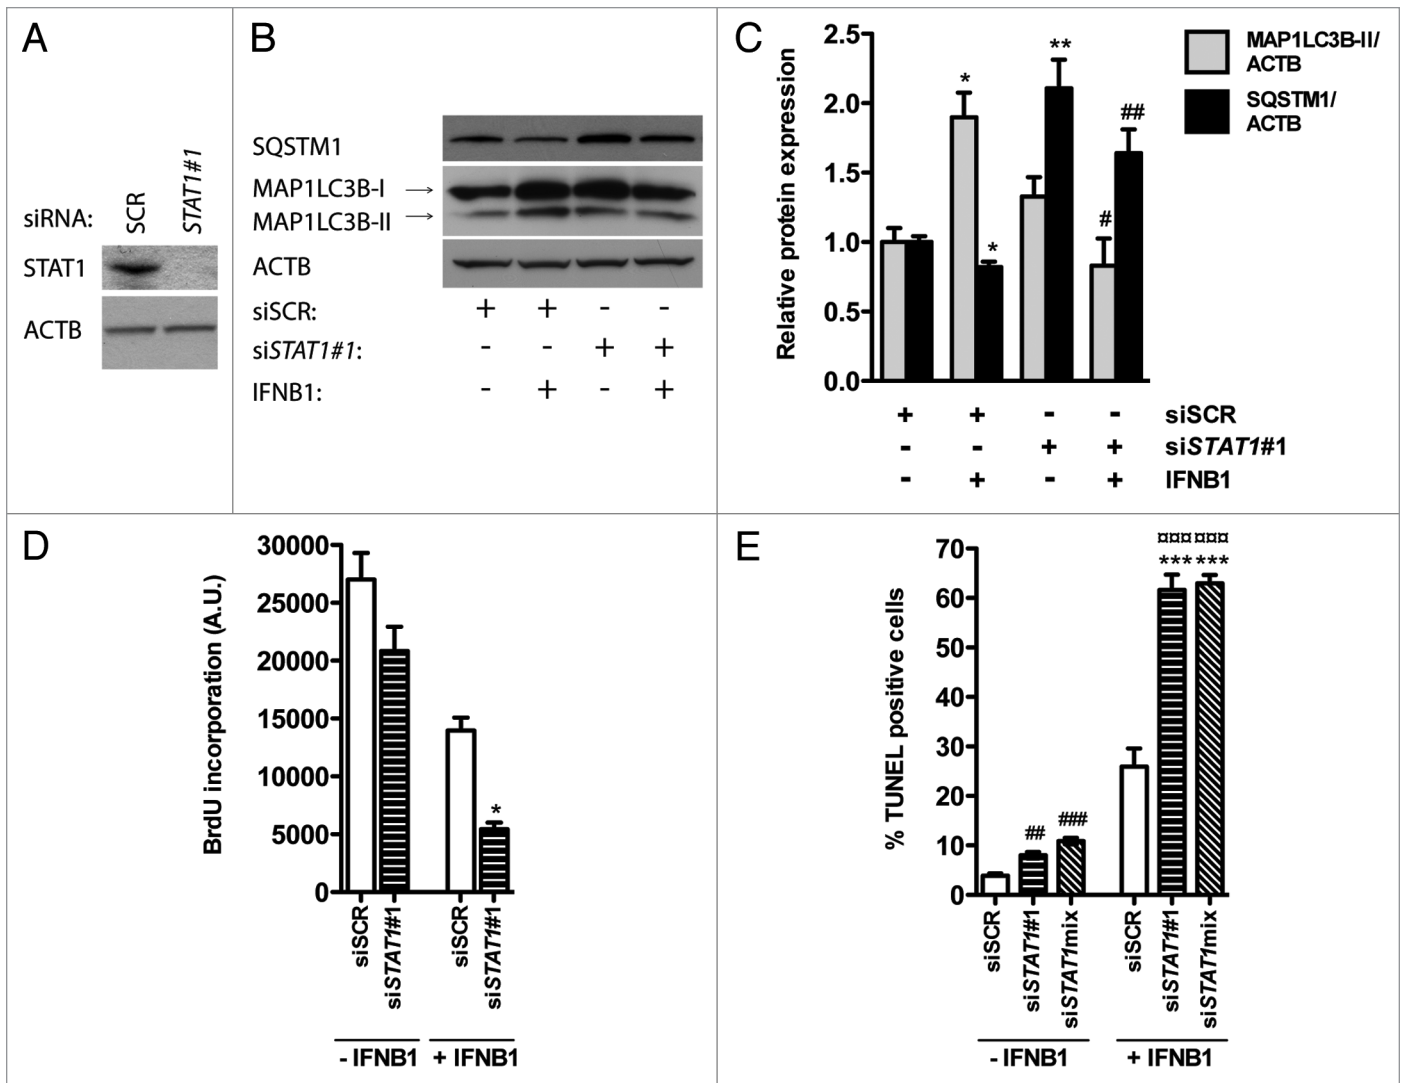 A
siRNA: SCR STAT1#1
STAT1
ACTB
B
SQSTM1
MAP1LC3B-I →
MAP1LC3B-II →
ACTB
siSCR: + + - -
siSTAT1#1: - - + +
IFNB1: - + - +
C
Relative protein expression
2.5
2.0
1.5
1.0
0.5
0.0
* * ** # ##
MAP1LC3B-II/
ACTB
SQSTM1/
ACTB
+ + - - siSCR
- - + + siSTAT1#1
- + - + IFNB1
D
BrdU incorporation (A.U.)
30000
25000
20000
15000
10000
5000
0
*
siSCR siSTAT1#1 siSCR siSTAT1#1
- IFNB1 + IFNB1
E
% TUNEL positive cells
70
60
50
40
30
20
10
0
¤¤¤ ¤¤¤
*** ***
## ###
siSCR siSTAT1#1 siSTAT1mix siSCR siSTAT1#1 siSTAT1mix
- IFNB1 + IFNB1